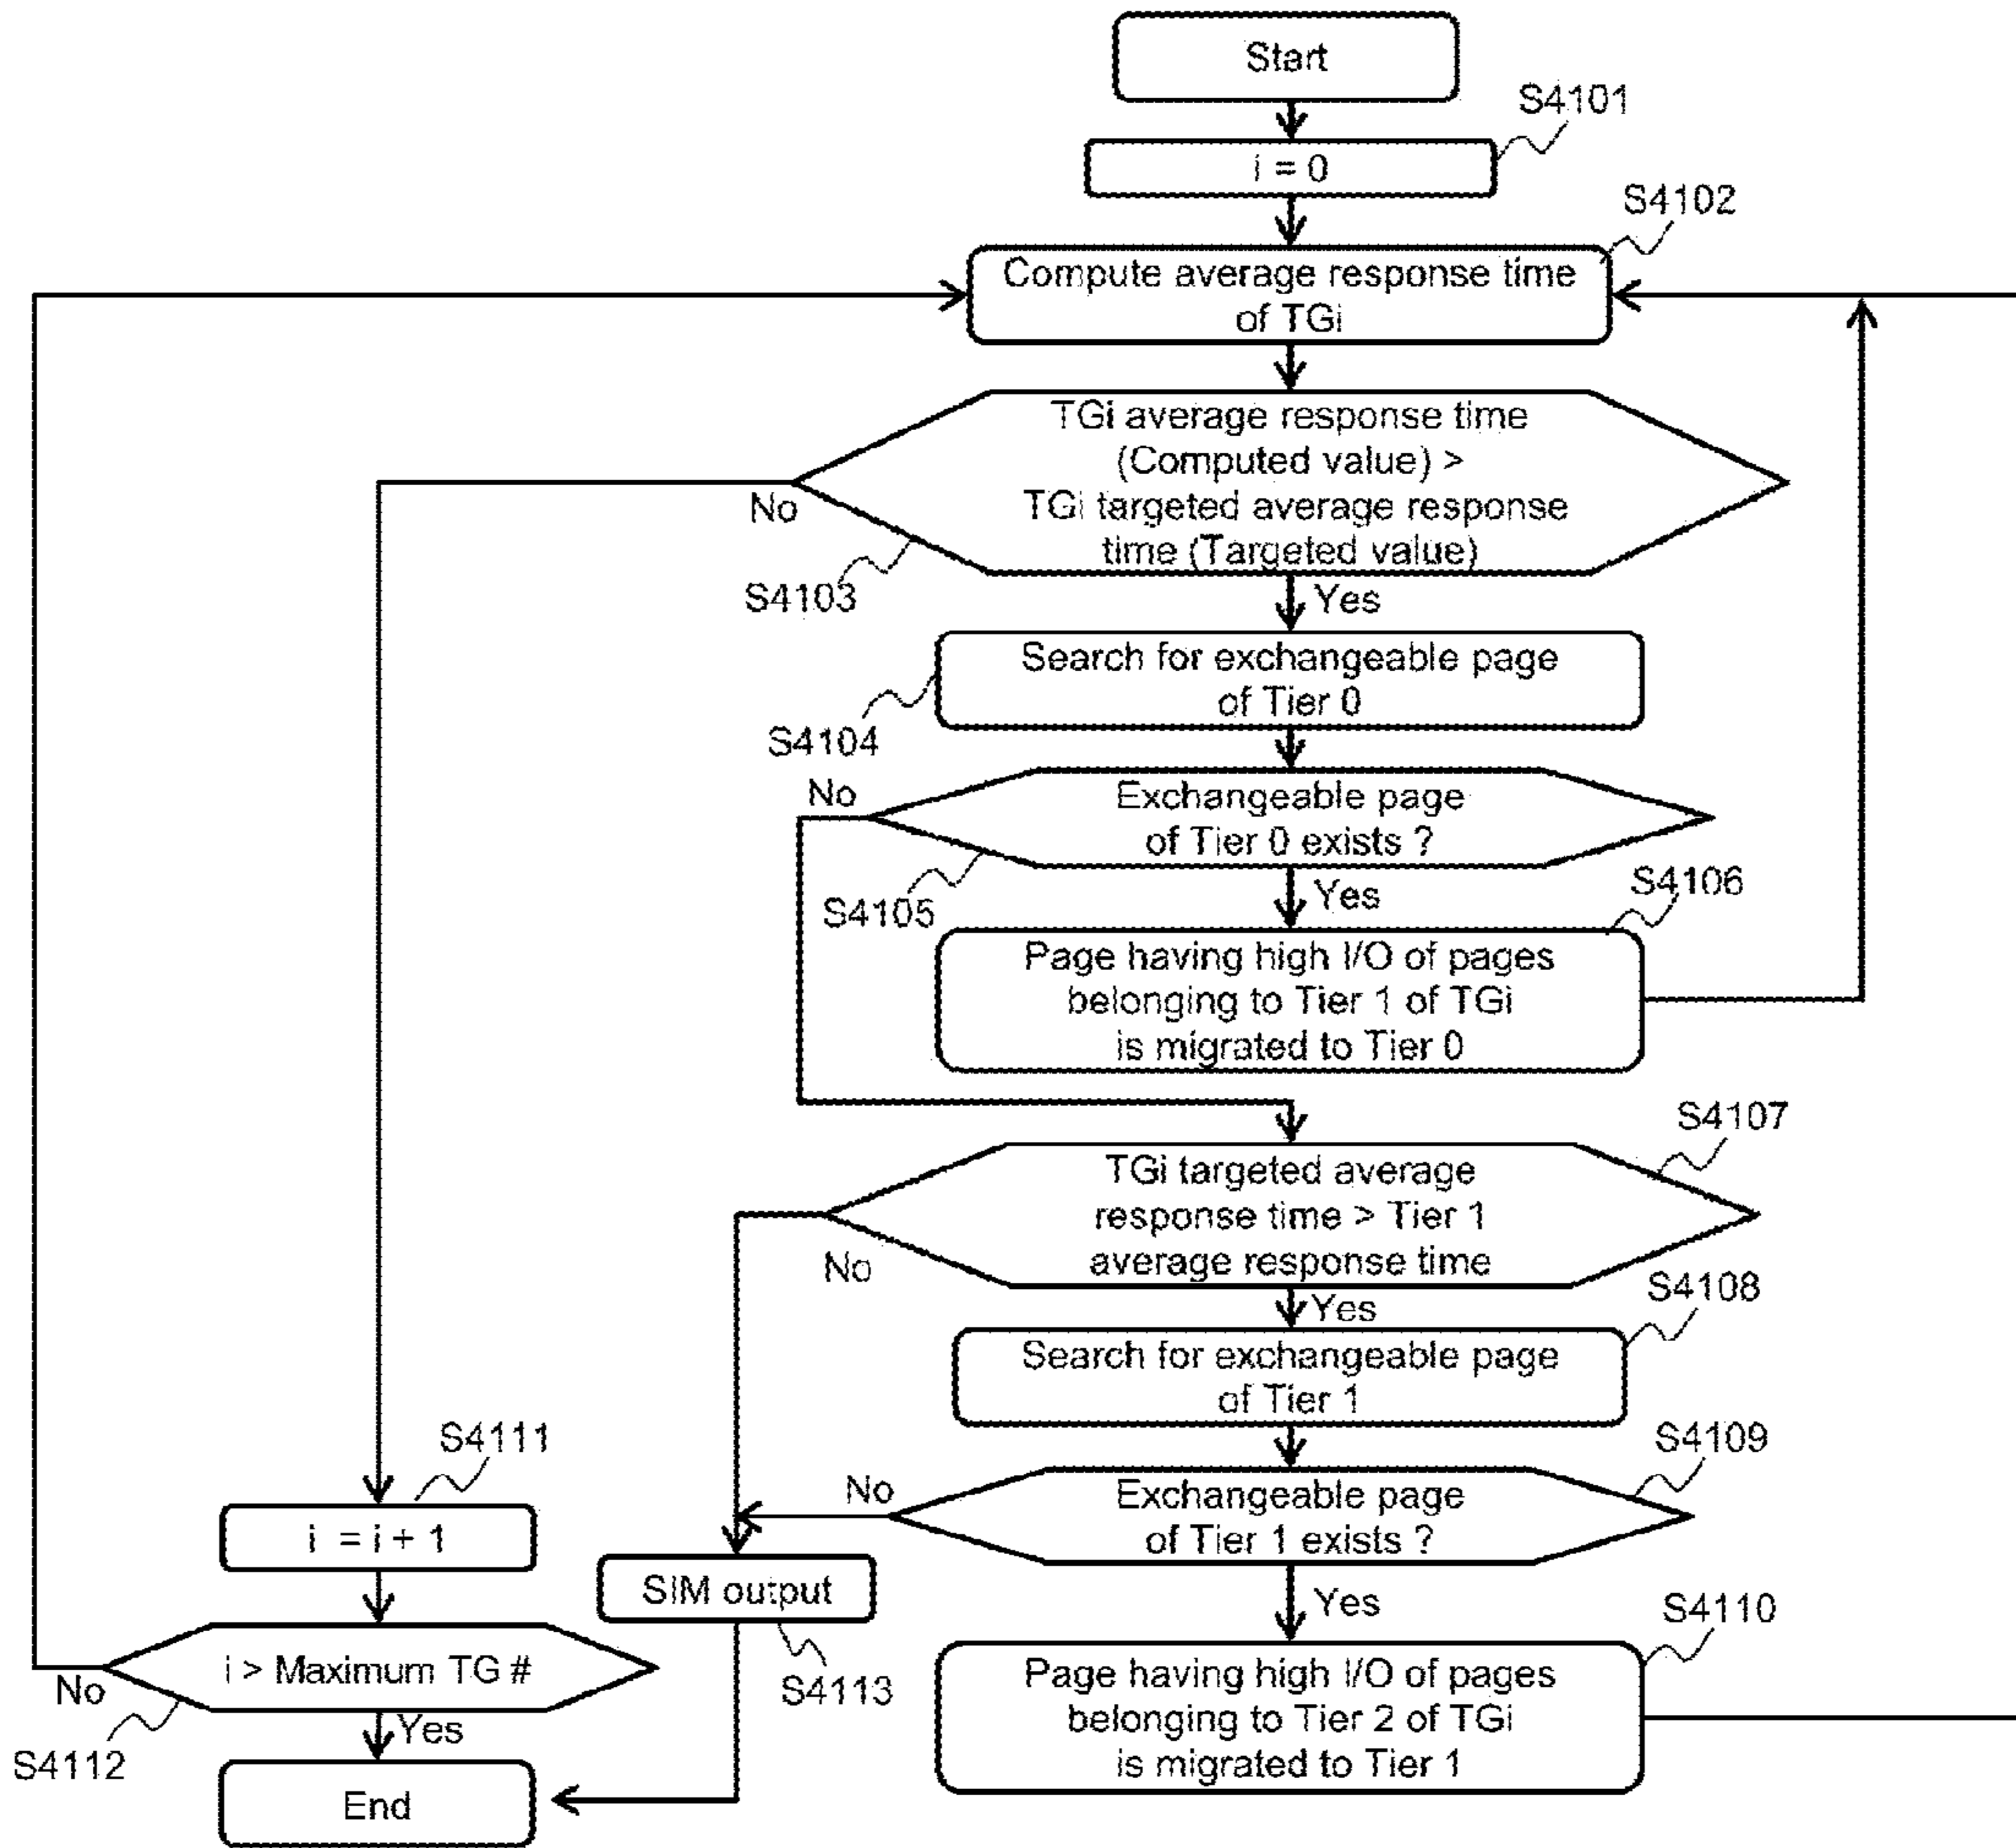 Start
S4101
i = 0
S4102
Compute average response time
of TGi
TGi average response time
(Computed value) >
TGi targeted average response
time (Targeted value)
No
S4103
Yes
Search for exchangeable page
of Tier 0
S4104
No
Exchangeable page
of Tier 0 exists ?
S4105
Yes
S4106
Page having high I/O of pages
belonging to Tier 1 of TGi
is migrated to Tier 0
S4107
TGi targeted average
response time > Tier 1
average response time
No
Yes
S4108
Search for exchangeable page
of Tier 1
S4109
No
Exchangeable page
of Tier 1 exists ?
Yes
S4110
Page having high I/O of pages
belonging to Tier 2 of TGi
is migrated to Tier 1
S4111
i = i + 1
SIM output
S4113
i > Maximum TG #
No
Yes
S4112
End